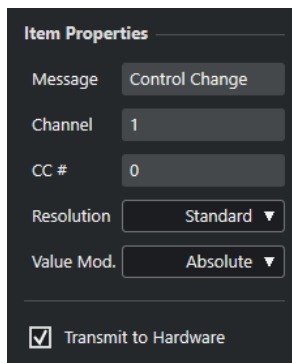 Item Properties
Message Control Change
Channel 1
CC # 0
Resolution Standard
Value Mod. Absolute
Transmit to Hardware